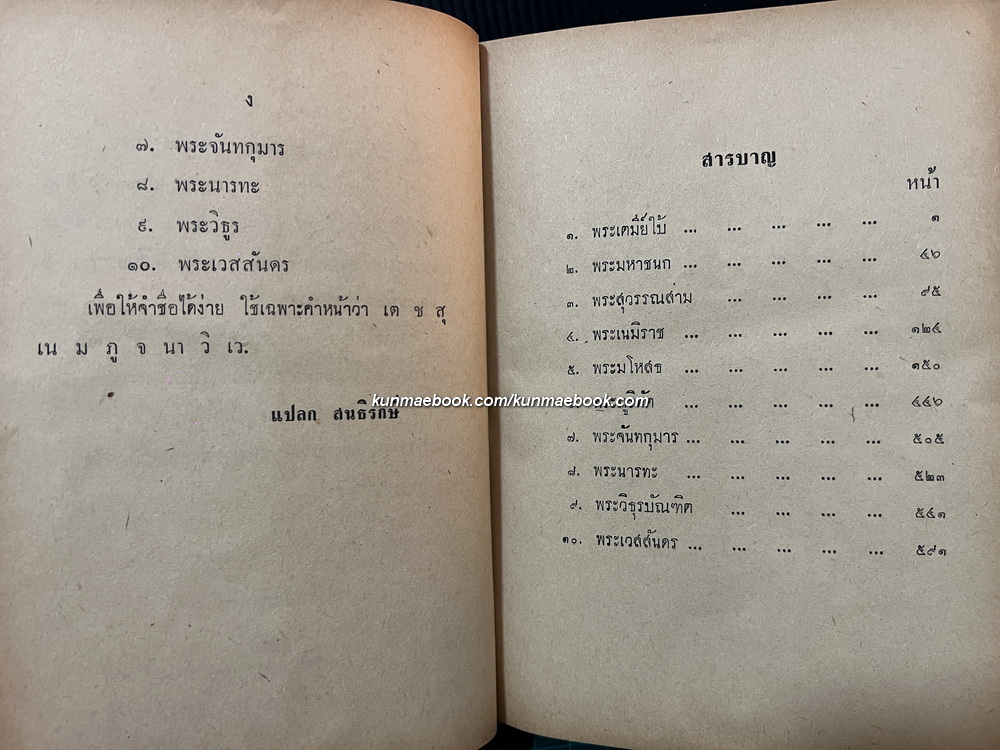 ง
๗. พระจันทกุมาร
๘. พระนารทะ
๙. พระวิธูร
๑๐. พระเวสสันดร
เพื่อให้จำชื่อได้ง่าย ใช้เฉพาะคำหน้าว่า เต ช สุ
เน ม ภู จ นา วิ เว.
แปลก สนธิรักษ์
สารบาญ
หน้า
๑. พระเตมีย์ใบ้ ... ... ... ... ... ๑
๒. พระมหาชนก ... ... ... ... ... ๔๖
๓. พระสุวรรณสาม ... ... ... ... ๙๕
๔. พระเนมิราช ... ... ... ... ... ๑๒๔
๕. พระมโหสถ ... ... ... ... ... ๑๕๐
... ... ... ๔๔๖
๗. พระจันทกุมาร ... ... ... ... ... ๕๐๕
๘. พระนารทะ ... ... ... ... ... ๕๒๓
๙. พระวิธุรบัณฑิต ... ... ... ... ๕๔๑
๑๐. พระเวสสันดร ... ... ... ... ... ๕๙๑
kunmaebook.com/kunmaebook.com